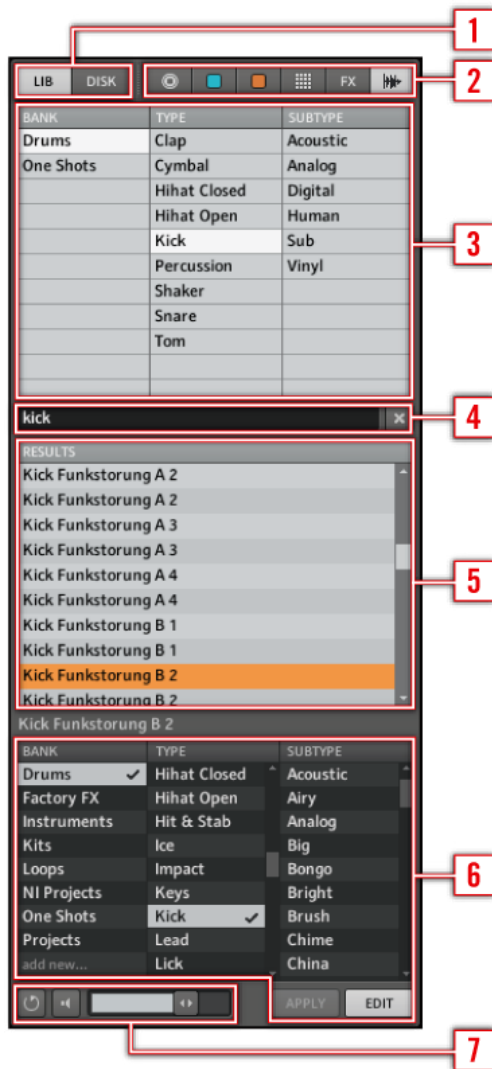 1
LIB DISK FX 2
BANK TYPE SUBTYPE
Drums Clap Acoustic
One Shots Cymbal Analog
Hihat Closed Digital
Hihat Open Human
Kick Sub 3
Percussion Vinyl
Shaker
Snare
Tom
kick 4
RESULTS
Kick Funkstorung A 2
Kick Funkstorung A 2
Kick Funkstorung A 3
Kick Funkstorung A 3
Kick Funkstorung A 4
Kick Funkstorung A 4 5
Kick Funkstorung B 1
Kick Funkstorung B 1
Kick Funkstorung B 2
Kick Funkstorung B 2
Kick Funkstorung B 2
BANK TYPE SUBTYPE
Drums Hihat Closed Acoustic
Factory FX Hihat Open Airy
Instruments Hit & Stab Analog
Kits Ice Big
Loops Impact Bongo 6
NI Projects Keys Bright
One Shots Kick Brush
Projects Lead Chime
add new... Lick China
APPLY EDIT
7